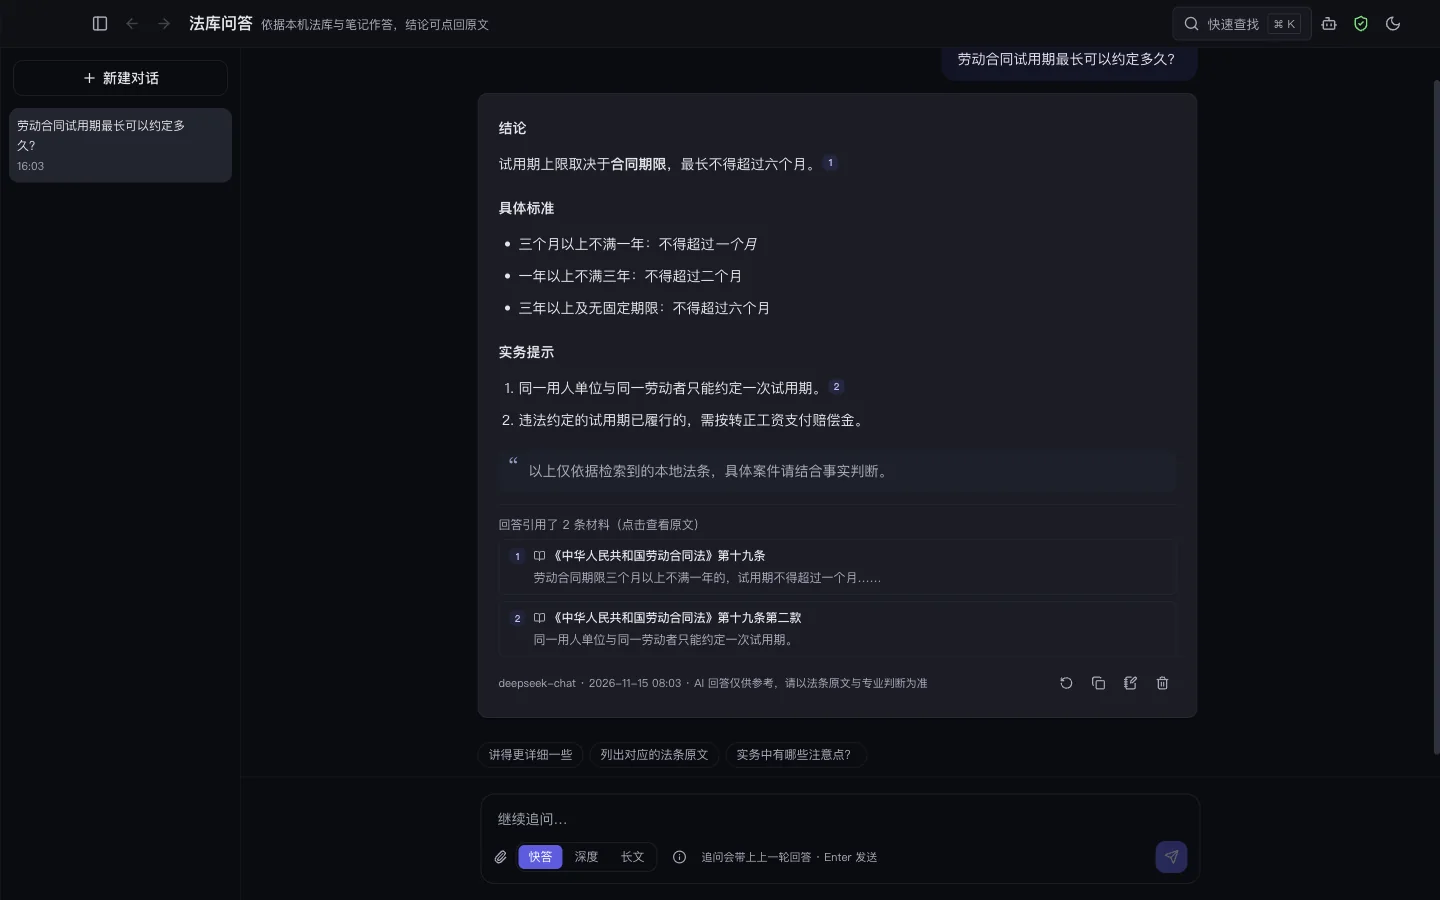 法库问答 依据本机法库与笔记作答，结论可点回原文
快速查找 ⌘ K
新建对话
劳动合同试用期最长可以约定多
久？
16:03
劳动合同试用期最长可以约定多久？
结论
试用期上限取决于合同期限，最长不得超过六个月。 1
具体标准
• 三个月以上不满一年：不得超过一个月
• 一年以上不满三年：不得超过二个月
• 三年以上及无固定期限：不得超过六个月
实务提示
1. 同一用人单位与同一劳动者只能约定一次试用期。 2
2. 违法约定的试用期已履行的，需按转正工资支付赔偿金。
“ 以上仅依据检索到的本地法条，具体案件请结合事实判断。
回答引用了 2 条材料（点击查看原文）
1 《中华人民共和国劳动合同法》第十九条
劳动合同期限三个月以上不满一年的，试用期不得超过一个月……
2 《中华人民共和国劳动合同法》第十九条第二款
同一用人单位与同一劳动者只能约定一次试用期。
deepseek-chat · 2026-11-15 08:03 · AI 回答仅供参考，请以法条原文与专业判断为准
讲得更详细一些 列出对应的法条原文 实务中有哪些注意点？
继续追问…
快答 深度 长文 追问会带上上一轮回答 · Enter 发送